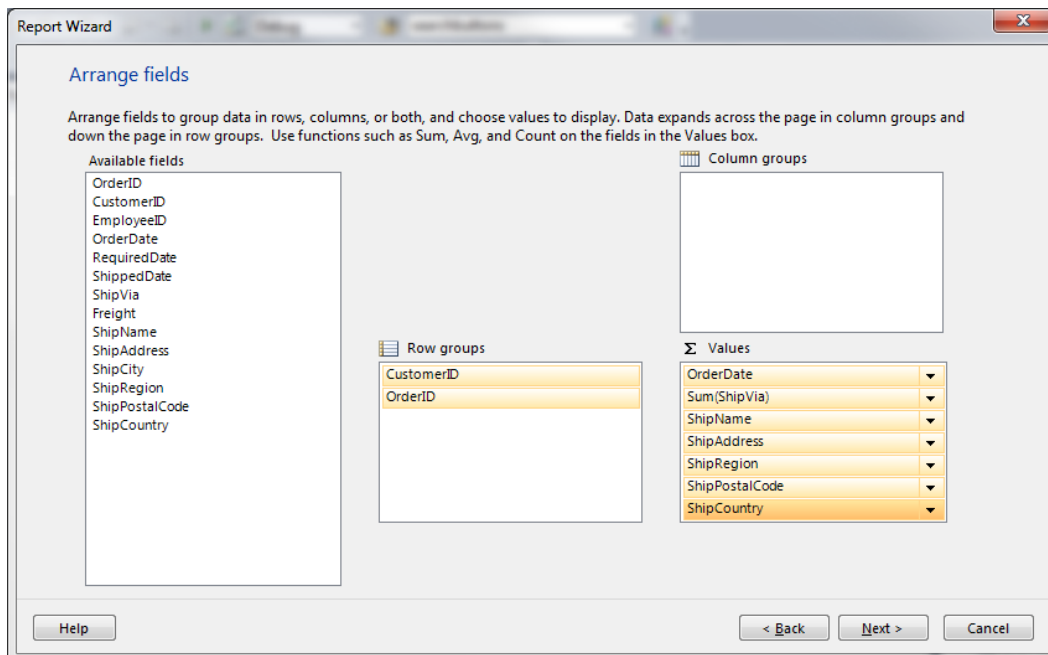 Report Wizard
Debug
Arrange fields
Arrange fields to group data in rows, columns, or both, and choose values to display. Data expands across the page in column groups and
down the page in row groups.  Use functions such as Sum, Avg, and Count on the fields in the Values box.
Available fields
OrderID
CustomerID
EmployeeID
OrderDate
RequiredDate
ShippedDate
ShipVia
Freight
ShipName
ShipAddress
ShipCity
ShipRegion
ShipPostalCode
ShipCountry
Column groups
Row groups
CustomerID
OrderID
Σ Values
OrderDate
Sum(ShipVia)
ShipName
ShipAddress
ShipRegion
ShipPostalCode
ShipCountry
Help
< Back
Next >
Cancel